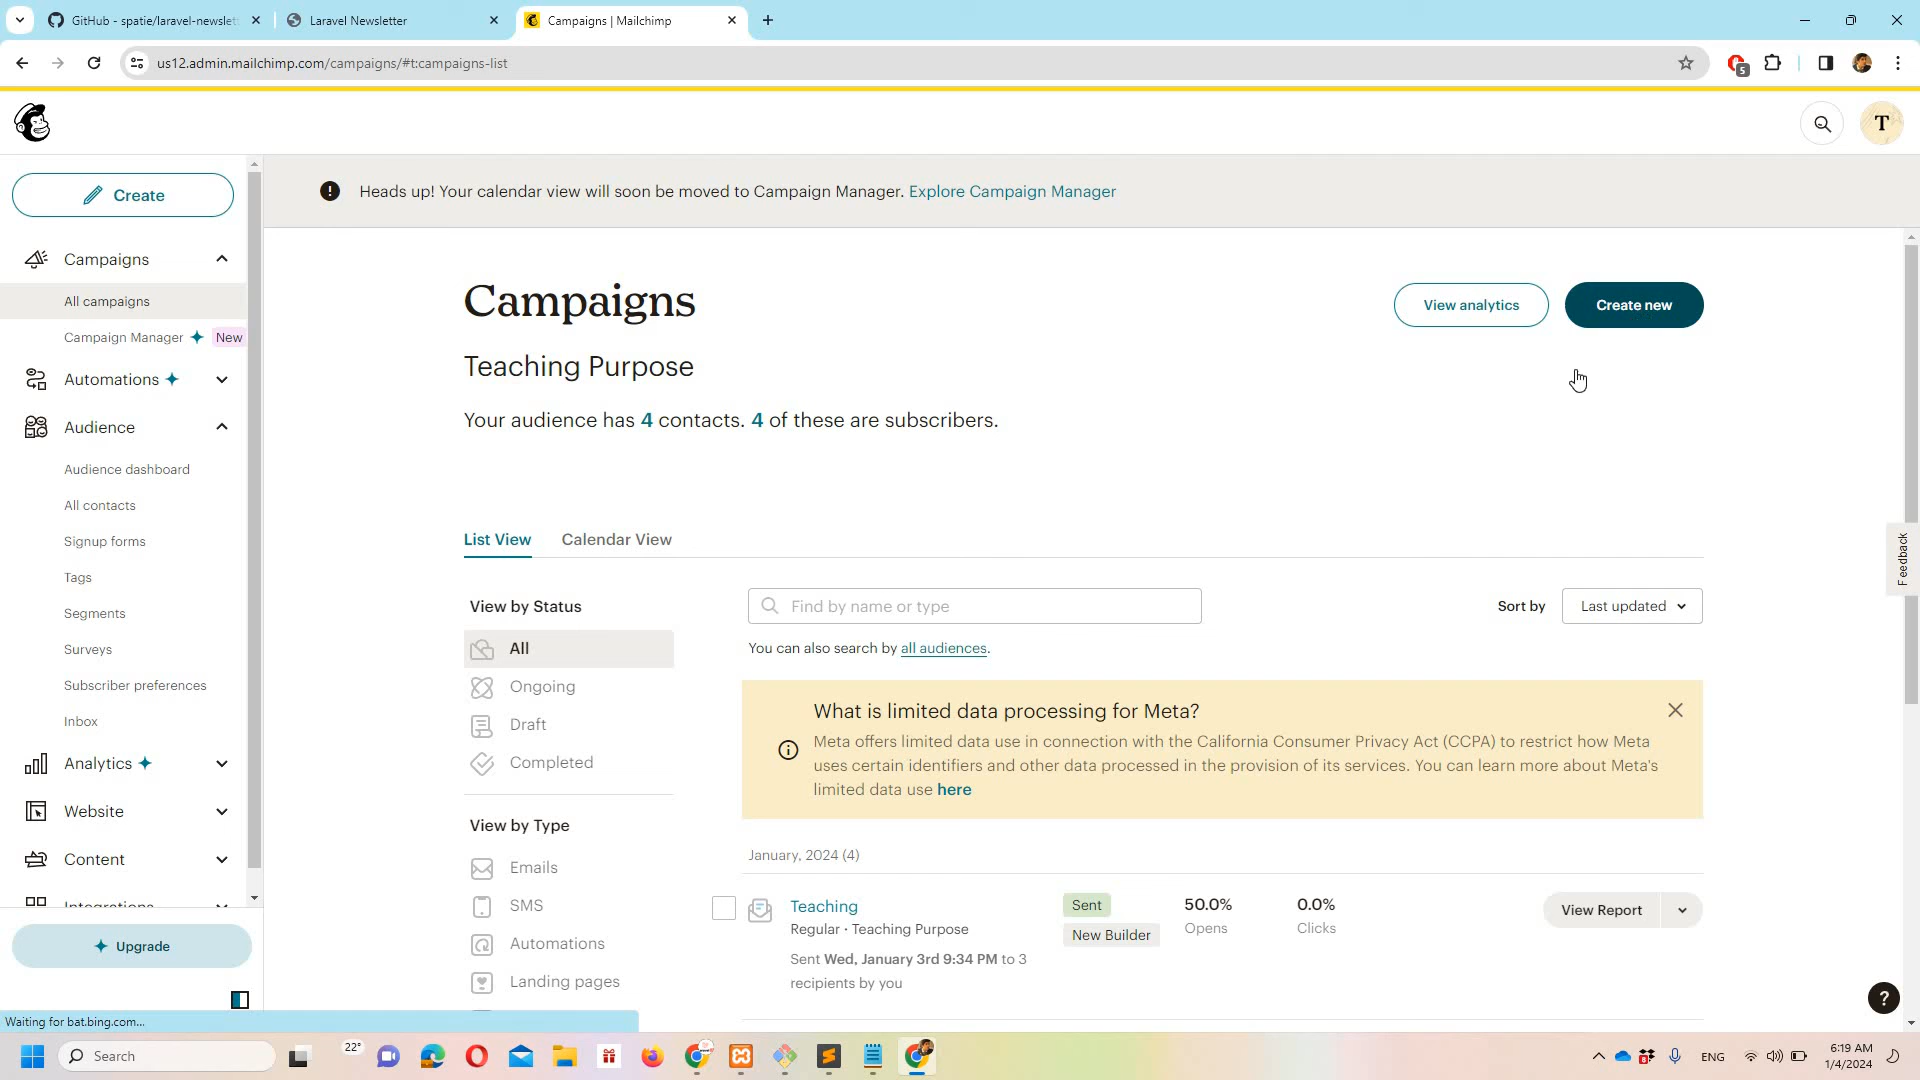 GitHub - spatie/laravel-newslet
Laravel Newsletter
Campaigns | Mailchimp
us12.admin.mailchimp.com/campaigns/#t:campaigns-list
5
T
Create
Heads up! Your calendar view will soon be moved to Campaign Manager. Explore Campaign Manager
Campaigns
All campaigns
Campaign Manager New
Automations
Audience
Audience dashboard
All contacts
Signup forms
Tags
Segments
Surveys
Subscriber preferences
Inbox
Analytics
Website
Content
Integrations
Upgrade
Campaigns
View analytics
Create new
Teaching Purpose
Your audience has 4 contacts. 4 of these are subscribers.
List View
Calendar View
View by Status
All
Ongoing
Draft
Completed
View by Type
Emails
SMS
Automations
Landing pages
Find by name or type
Sort by
Last updated
You can also search by all audiences.
What is limited data processing for Meta?
Meta offers limited data use in connection with the California Consumer Privacy Act (CCPA) to restrict how Meta
uses certain identifiers and other data processed in the provision of its services. You can learn more about Meta's
limited data use here
January, 2024 (4)
Teaching
Regular · Teaching Purpose
Sent Wed, January 3rd 9:34 PM to 3
recipients by you
Sent
New Builder
50.0%
Opens
0.0%
Clicks
View Report
Feedback
?
Waiting for bat.bing.com...
Search
22°
ENG
6:19 AM
1/4/2024